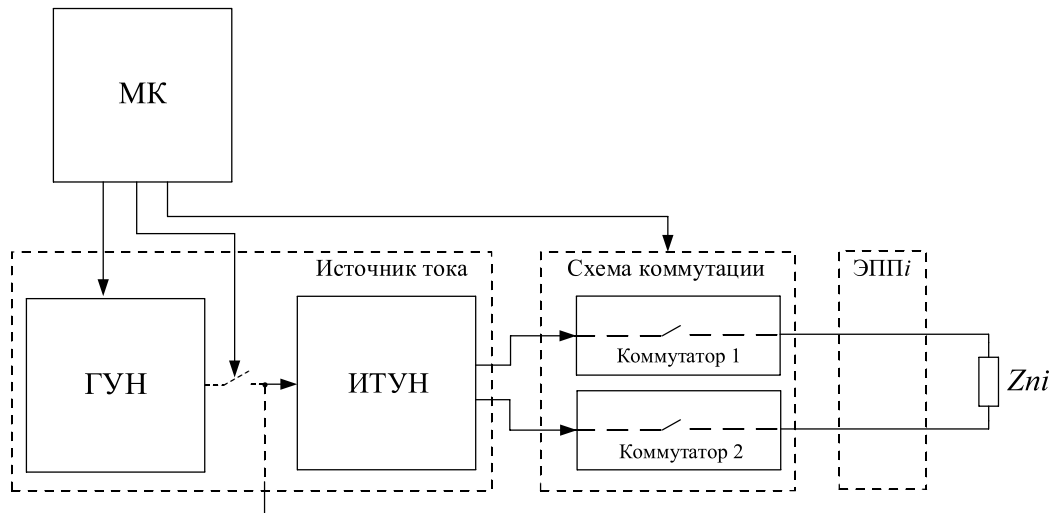 МК
Источник тока
Схема коммутации
ЭППi
ГУН
ИТУН
Коммутатор 1
Коммутатор 2
Zni